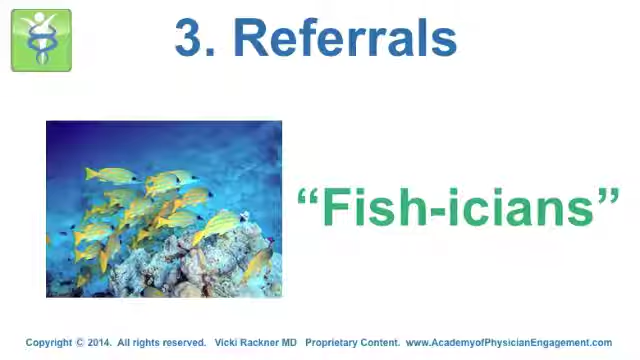 3. Referrals
“Fish-icians”
Copyright © 2014. All rights reserved. Vicki Rackner MD Proprietary Content. www.AcademyofPhysicianEngagement.com